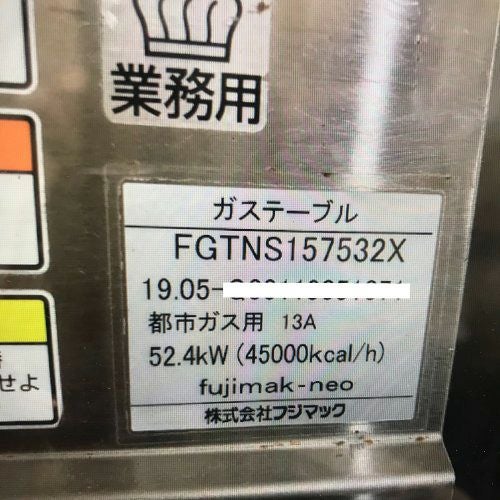 業務用
ガステーブル
FGTNS157532X
19.05-
都市ガス用 13A
52.4kW (45000kcal/h)
fujimak-neo
株式会社フジマック
せよ